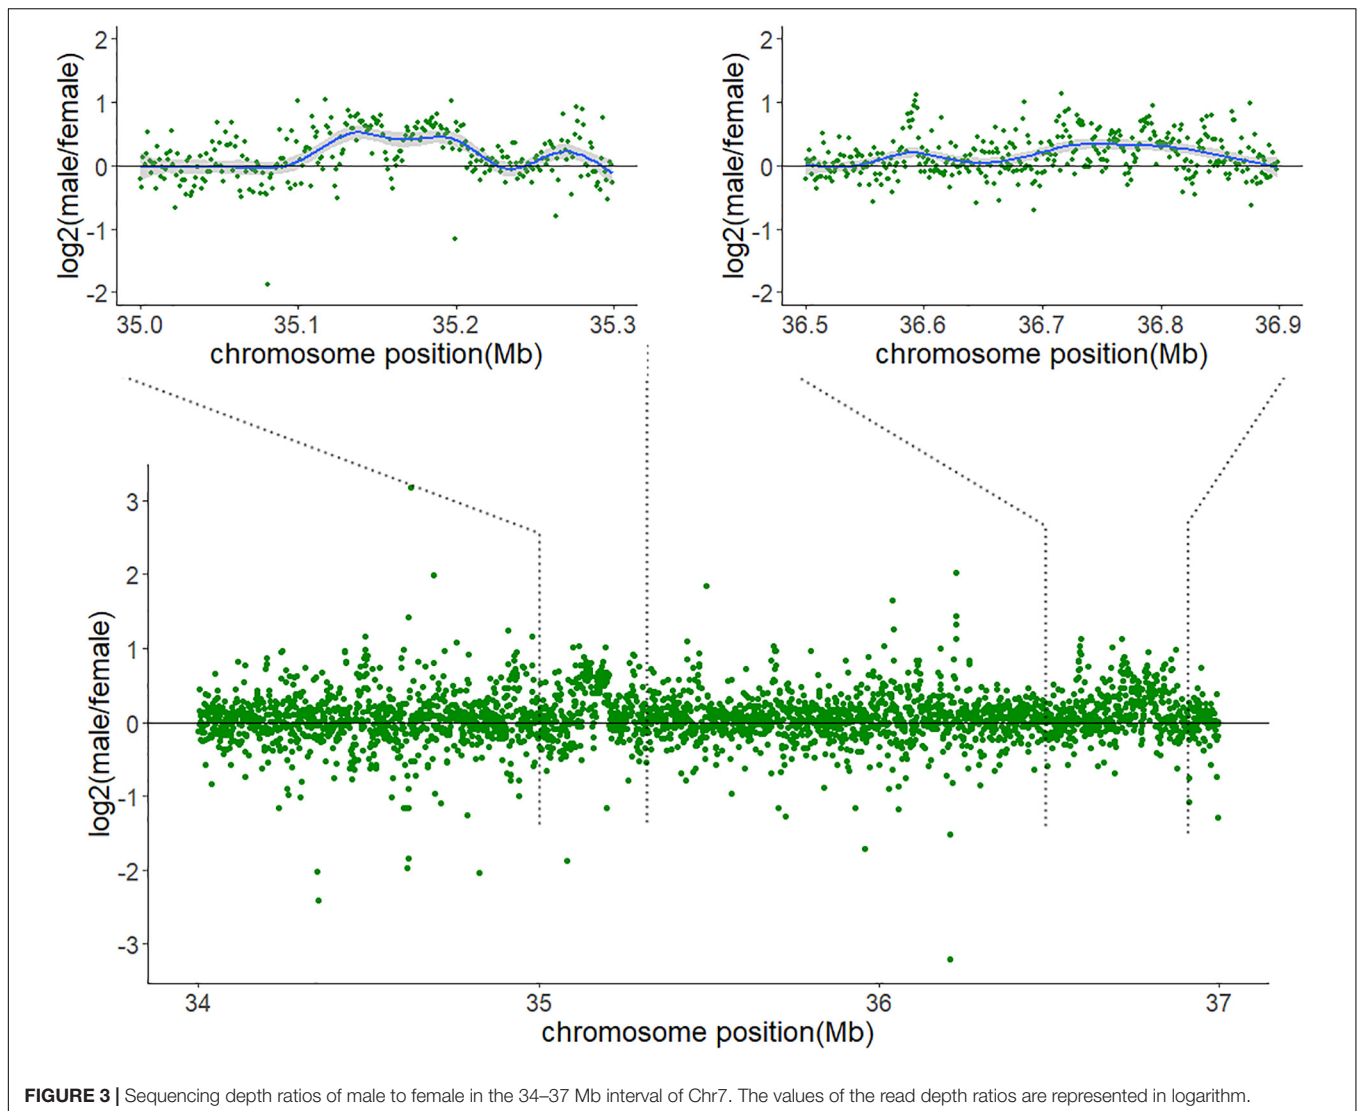 2
1
0
-1
-2
log2(male/female)
35.0 35.1 35.2 35.3
chromosome position(Mb)
2
1
0
-1
-2
log2(male/female)
36.5 36.6 36.7 36.8 36.9
chromosome position(Mb)
3
2
1
0
-1
-2
-3
log2(male/female)
34 35 36 37
chromosome position(Mb)
FIGURE 3 | Sequencing depth ratios of male to female in the 34–37 Mb interval of Chr7. The values of the read depth ratios are represented in logarithm.